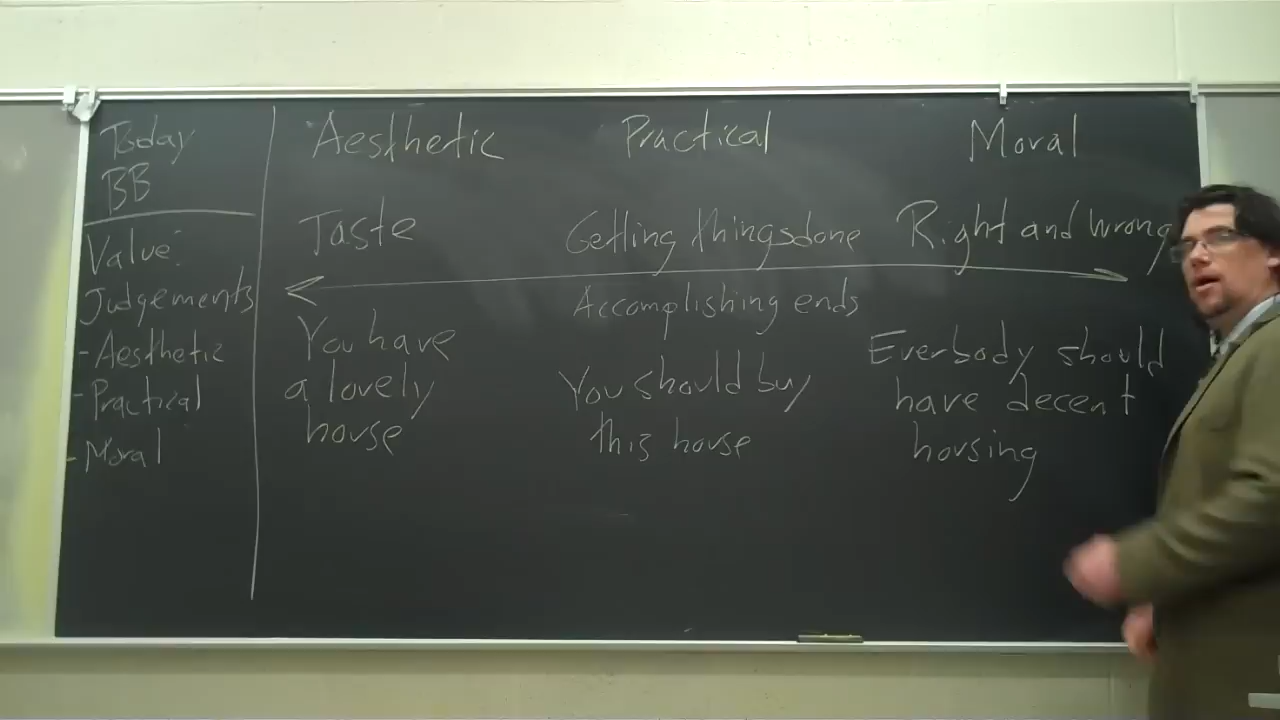 Today
BB
Value
Judgements
- Aesthetic
- Practical
- Moral
Aesthetic
Taste
You have
a lovely
house
Practical
Getting things done
Accomplishing ends
You should buy
this house
Moral
Right and Wrong
Everbody should
have decent
housing